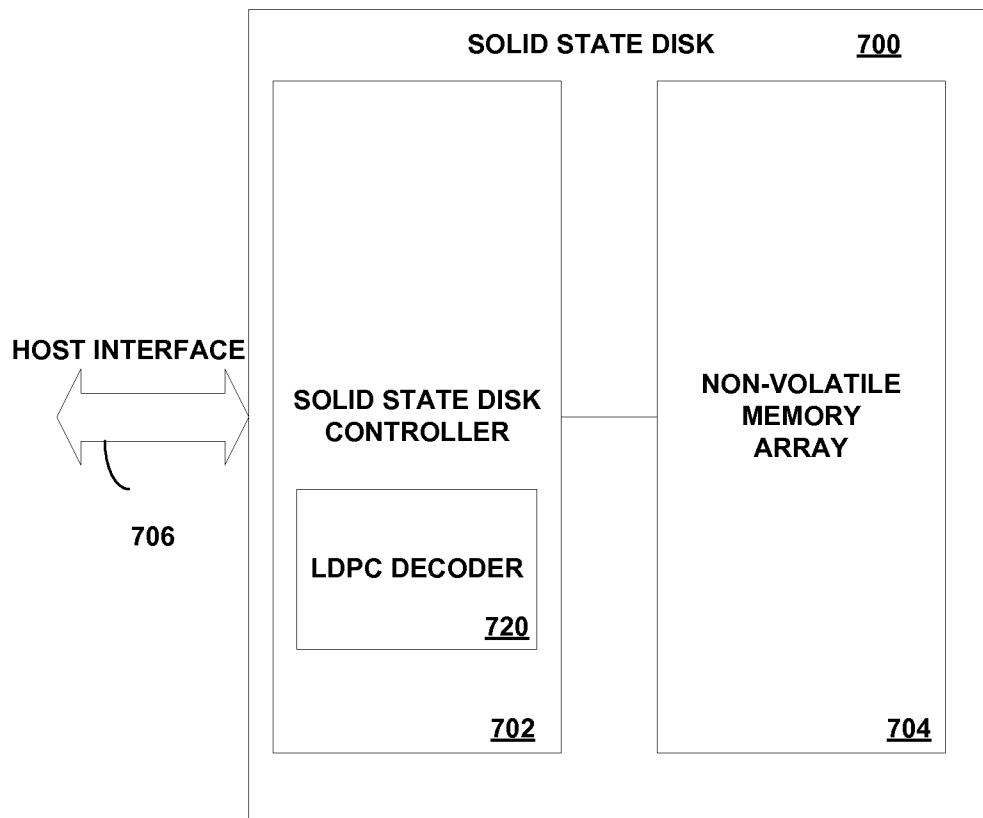 SOLID STATE DISK 700
HOST INTERFACE
706
SOLID STATE DISK
CONTROLLER
LDPC DECODER
720
702
NON-VOLATILE
MEMORY
ARRAY
704